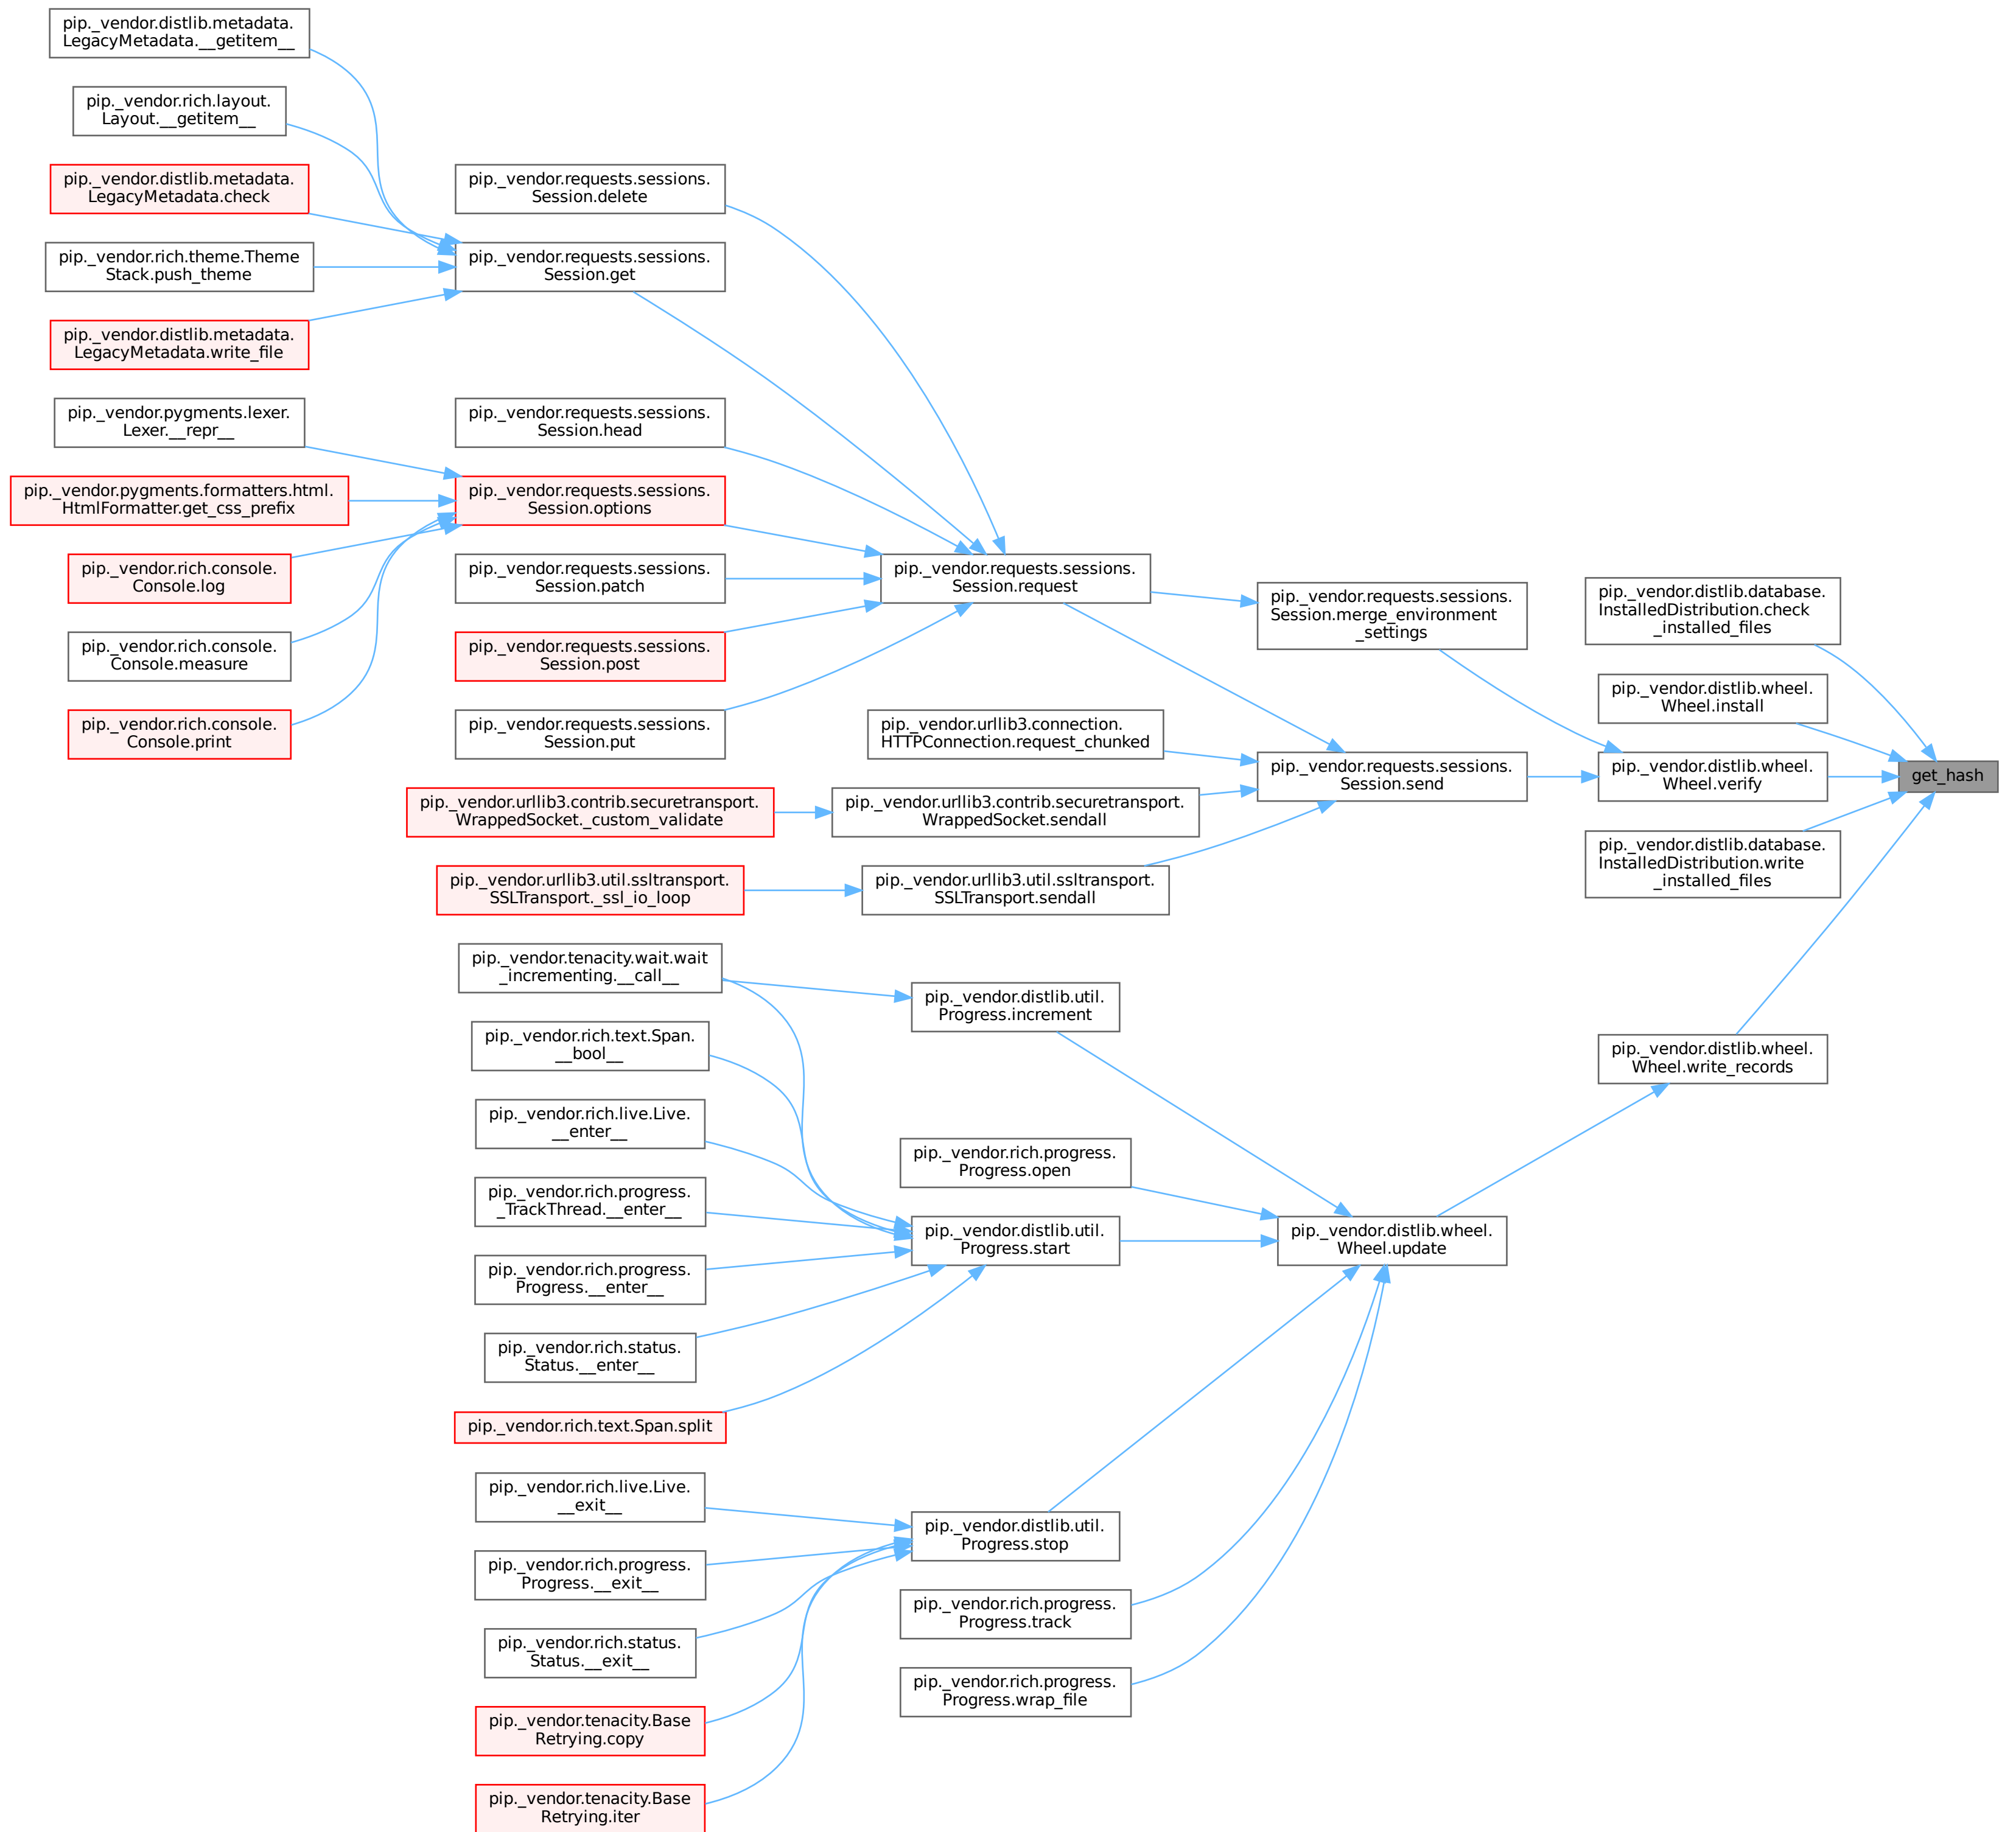 pip._vendor.distlib.metadata.
LegacyMetadata.__getitem__
pip._vendor.rich.layout.
Layout.__getitem__
pip._vendor.distlib.metadata.
LegacyMetadata.check
pip._vendor.rich.theme.Theme
Stack.push_theme
pip._vendor.distlib.metadata.
LegacyMetadata.write_file
pip._vendor.pygments.lexer.
Lexer.__repr__
pip._vendor.pygments.formatters.html.
HtmlFormatter.get_css_prefix
pip._vendor.rich.console.
Console.log
pip._vendor.rich.console.
Console.measure
pip._vendor.rich.console.
Console.print
pip._vendor.requests.sessions.
Session.delete
pip._vendor.requests.sessions.
Session.get
pip._vendor.requests.sessions.
Session.head
pip._vendor.requests.sessions.
Session.options
pip._vendor.requests.sessions.
Session.patch
pip._vendor.requests.sessions.
Session.post
pip._vendor.requests.sessions.
Session.put
pip._vendor.urllib3.contrib.securetransport.
WrappedSocket._custom_validate
pip._vendor.urllib3.util.ssltransport.
SSLTransport._ssl_io_loop
pip._vendor.tenacity.wait.wait
_incrementing.__call__
pip._vendor.rich.text.Span.
__bool__
pip._vendor.rich.live.Live.
__enter__
pip._vendor.rich.progress.
_TrackThread.__enter__
pip._vendor.rich.progress.
Progress.__enter__
pip._vendor.rich.status.
Status.__enter__
pip._vendor.rich.text.Span.split
pip._vendor.rich.live.Live.
__exit__
pip._vendor.rich.progress.
Progress.__exit__
pip._vendor.rich.status.
Status.__exit__
pip._vendor.tenacity.Base
Retrying.copy
pip._vendor.tenacity.Base
Retrying.iter
pip._vendor.requests.sessions.
Session.request
pip._vendor.urllib3.connection.
HTTPConnection.request_chunked
pip._vendor.urllib3.contrib.securetransport.
WrappedSocket.sendall
pip._vendor.urllib3.util.ssltransport.
SSLTransport.sendall
pip._vendor.distlib.util.
Progress.increment
pip._vendor.rich.progress.
Progress.open
pip._vendor.distlib.util.
Progress.start
pip._vendor.distlib.util.
Progress.stop
pip._vendor.rich.progress.
Progress.track
pip._vendor.rich.progress.
Progress.wrap_file
pip._vendor.requests.sessions.
Session.merge_environment
_settings
pip._vendor.requests.sessions.
Session.send
pip._vendor.distlib.wheel.
Wheel.update
pip._vendor.distlib.database.
InstalledDistribution.check
_installed_files
pip._vendor.distlib.wheel.
Wheel.install
pip._vendor.distlib.wheel.
Wheel.verify
pip._vendor.distlib.database.
InstalledDistribution.write
_installed_files
pip._vendor.distlib.wheel.
Wheel.write_records
get_hash